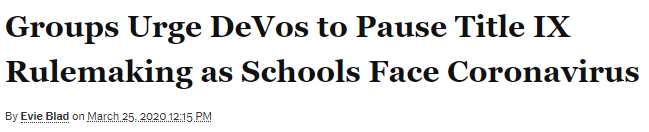 Groups Urge DeVos to Pause Title IX
Rulemaking as Schools Face Coronavirus
By Evie Blad on March 25, 2020 12:15 PM